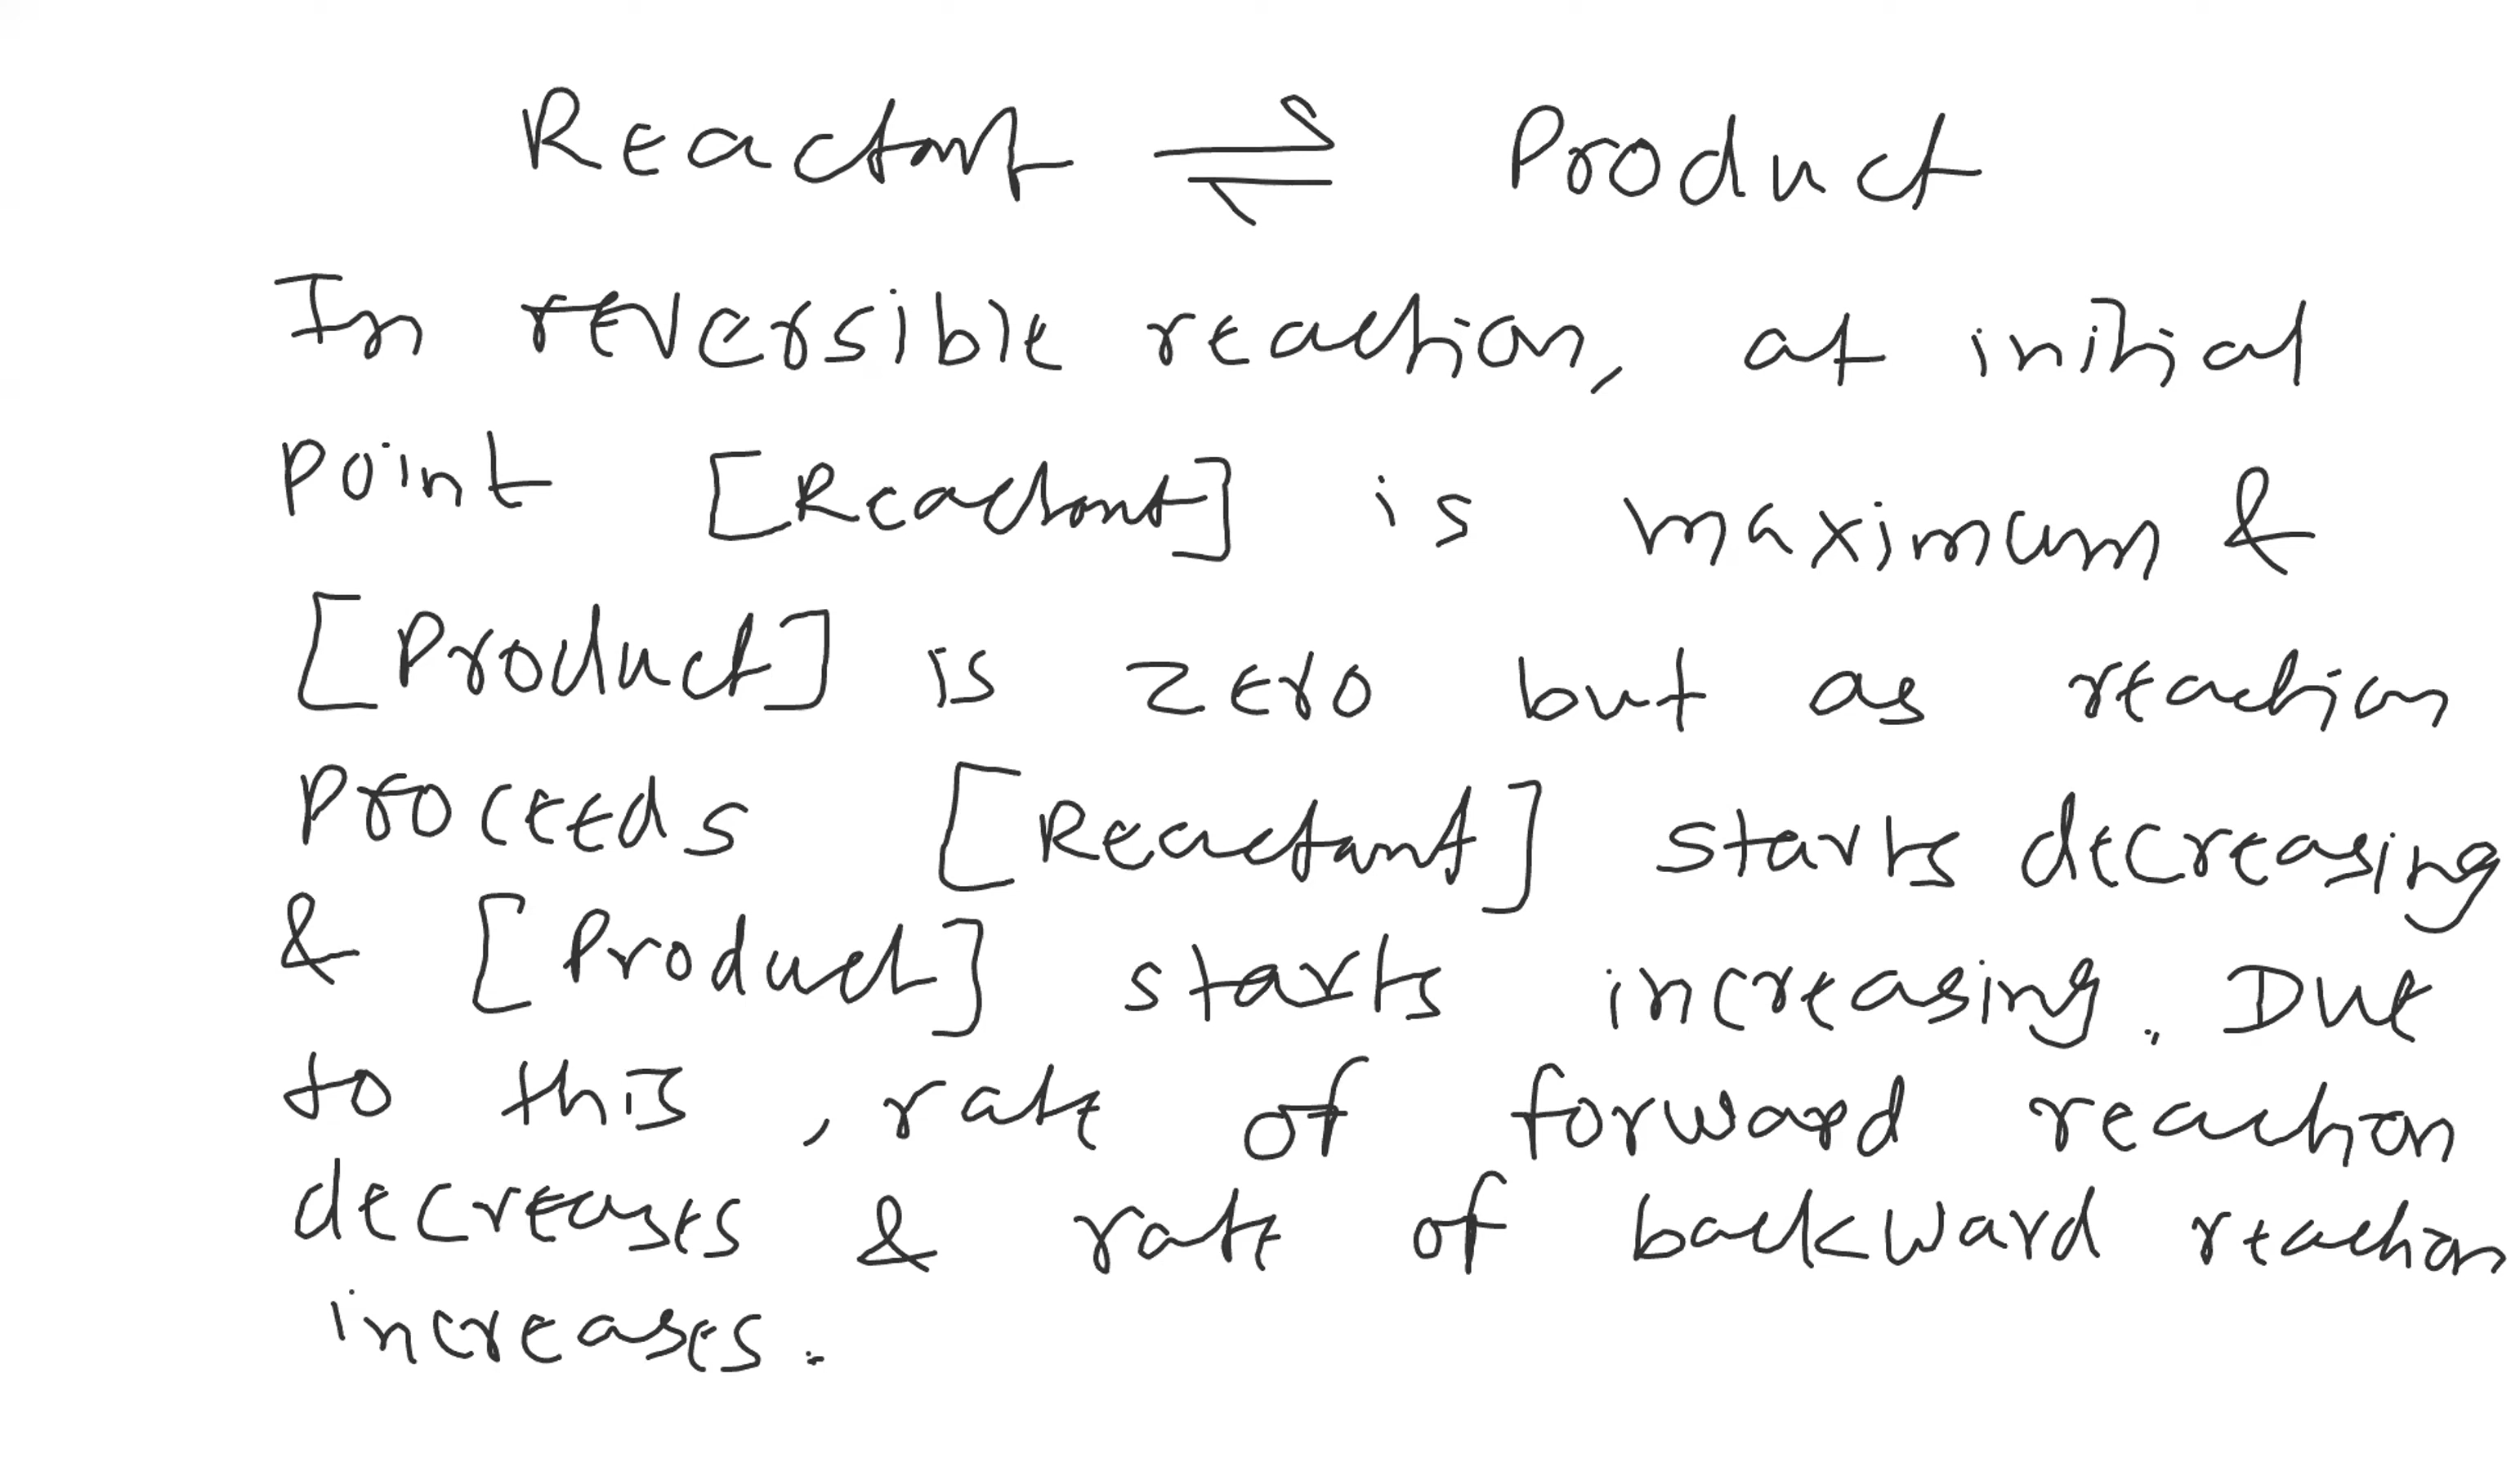 Reactant ⇌ Product
In reversible reaction, at initial
point [Reactant] is maximum &
[Product] is zero but as reaction
proceeds [Reactant] starts decreasing
& [Product] starts increasing. Due
to this, rate of forward reaction
decreases & rate of backward reaction
increases.